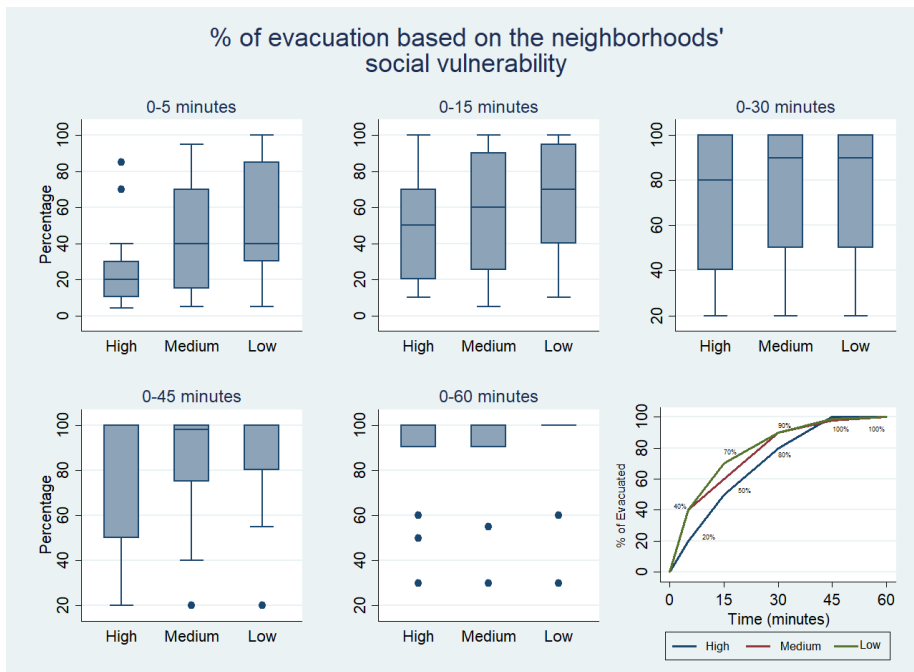 % of evacuation based on the neighborhoods'
social vulnerability
0-5 minutes
Percentage
0 20 40 60 80 100
High Medium Low
0-15 minutes
0 20 40 60 80 100
High Medium Low
0-30 minutes
20 40 60 80 100
High Medium Low
0-45 minutes
Percentage
20 40 60 80 100
High Medium Low
0-60 minutes
20 40 60 80 100
High Medium Low
% of Evacuated
0 20 40 60 80 100
40%
20%
70%
50%
90%
80%
100%
100%
0 15 30 45 60
Time (minutes)
High Medium Low